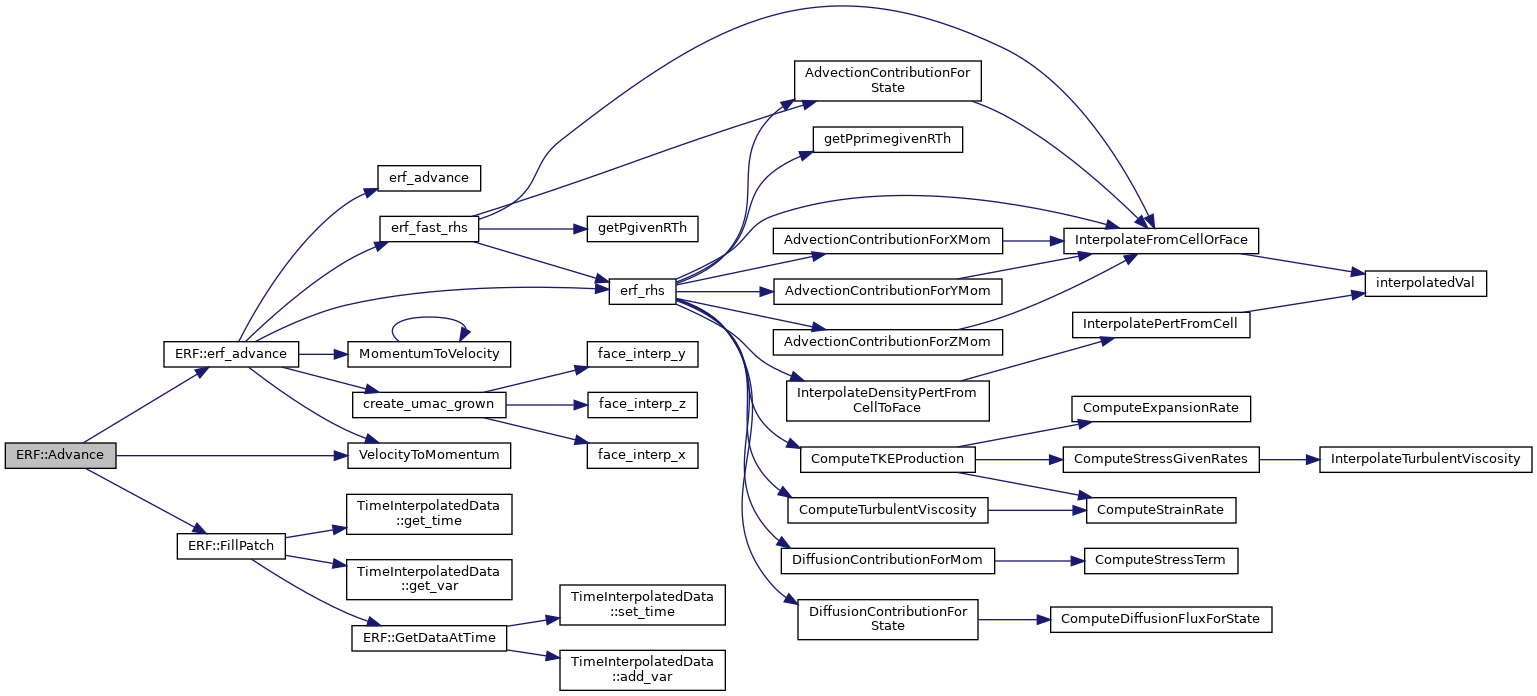 ERF::Advance
ERF::erf_advance
ERF::FillPatch
erf_advance
erf_fast_rhs
MomentumToVelocity
create_umac_grown
VelocityToMomentum
TimeInterpolatedData
::get_time
TimeInterpolatedData
::get_var
ERF::GetDataAtTime
getPgivenRTh
erf_rhs
face_interp_y
face_interp_z
face_interp_x
TimeInterpolatedData
::set_time
TimeInterpolatedData
::add_var
AdvectionContributionFor
State
getPprimegivenRTh
AdvectionContributionForXMom
AdvectionContributionForYMom
AdvectionContributionForZMom
InterpolateDensityPertFrom
CellToFace
ComputeTKEProduction
ComputeTurbulentViscosity
DiffusionContributionForMom
DiffusionContributionFor
State
InterpolateFromCellOrFace
InterpolatePertFromCell
ComputeExpansionRate
ComputeStressGivenRates
ComputeStrainRate
ComputeStressTerm
ComputeDiffusionFluxForState
interpolatedVal
InterpolateTurbulentViscosity